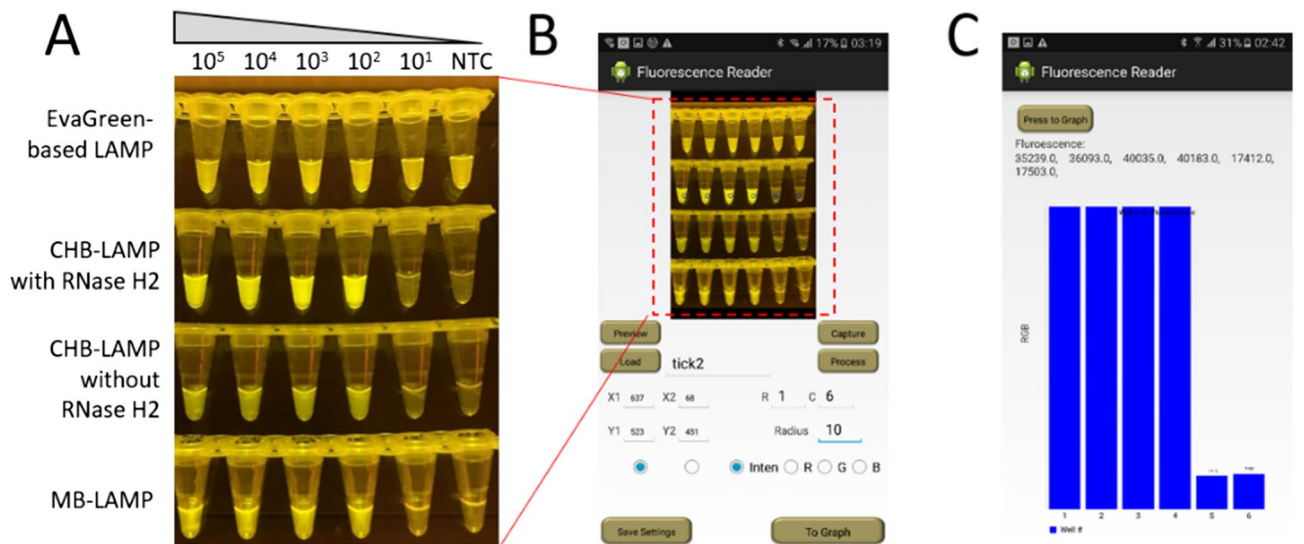 A
10⁵ 10⁴ 10³ 10² 10¹ NTC
EvaGreen-
based LAMP
CHB-LAMP
with RNase H2
CHB-LAMP
without
RNase H2
MB-LAMP
B
17% 03:19
Fluorescence Reader
Preview
Capture
Load
tick2
Process
X1 637 X2 68 R 1 C 6
Y1 523 Y2 451 Radius 10
Inten R G B
Save Settings
To Graph
C
31% 02:42
Fluorescence Reader
Press to Graph
Fluroescence:
35239.0, 36093.0, 40035.0, 40183.0, 17412.0,
17503.0,
RGB
1 2 3 4 5 6
Well #